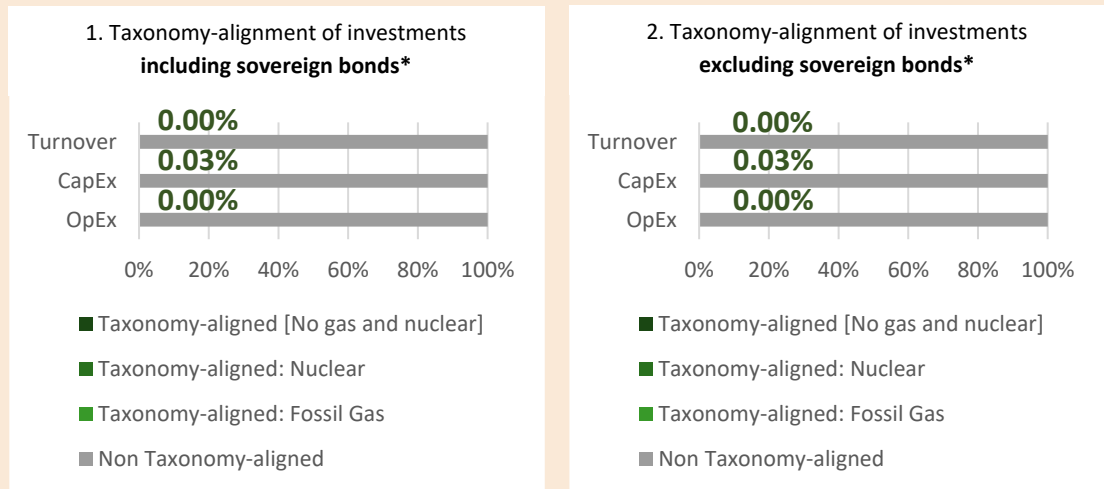 1. Taxonomy-alignment of investments
including sovereign bonds*
0.00%
Turnover
0.03%
CapEx
0.00%
OpEx
0% 20% 40% 60% 80% 100%
Taxonomy-aligned [No gas and nuclear]
Taxonomy-aligned: Nuclear
Taxonomy-aligned: Fossil Gas
Non Taxonomy-aligned
2. Taxonomy-alignment of investments
excluding sovereign bonds*
0.00%
Turnover
0.03%
CapEx
0.00%
OpEx
0% 20% 40% 60% 80% 100%
Taxonomy-aligned [No gas and nuclear]
Taxonomy-aligned: Nuclear
Taxonomy-aligned: Fossil Gas
Non Taxonomy-aligned